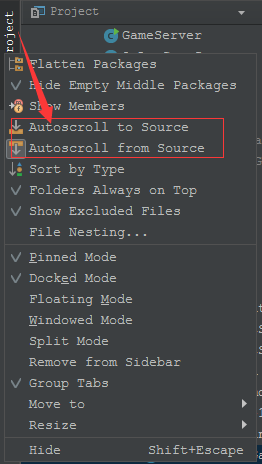 Project
roject
GameServer
Flatten Packages
Hide Empty Middle Packages
Show Members
Autoscroll to Source
Autoscroll from Source
Sort by Type
Folders Always on Top
Show Excluded Files
File Nesting...
Pinned Mode
Docked Mode
Floating Mode
Windowed Mode
Split Mode
Remove from Sidebar
Group Tabs
Move to
Resize
Hide Shift+Escape